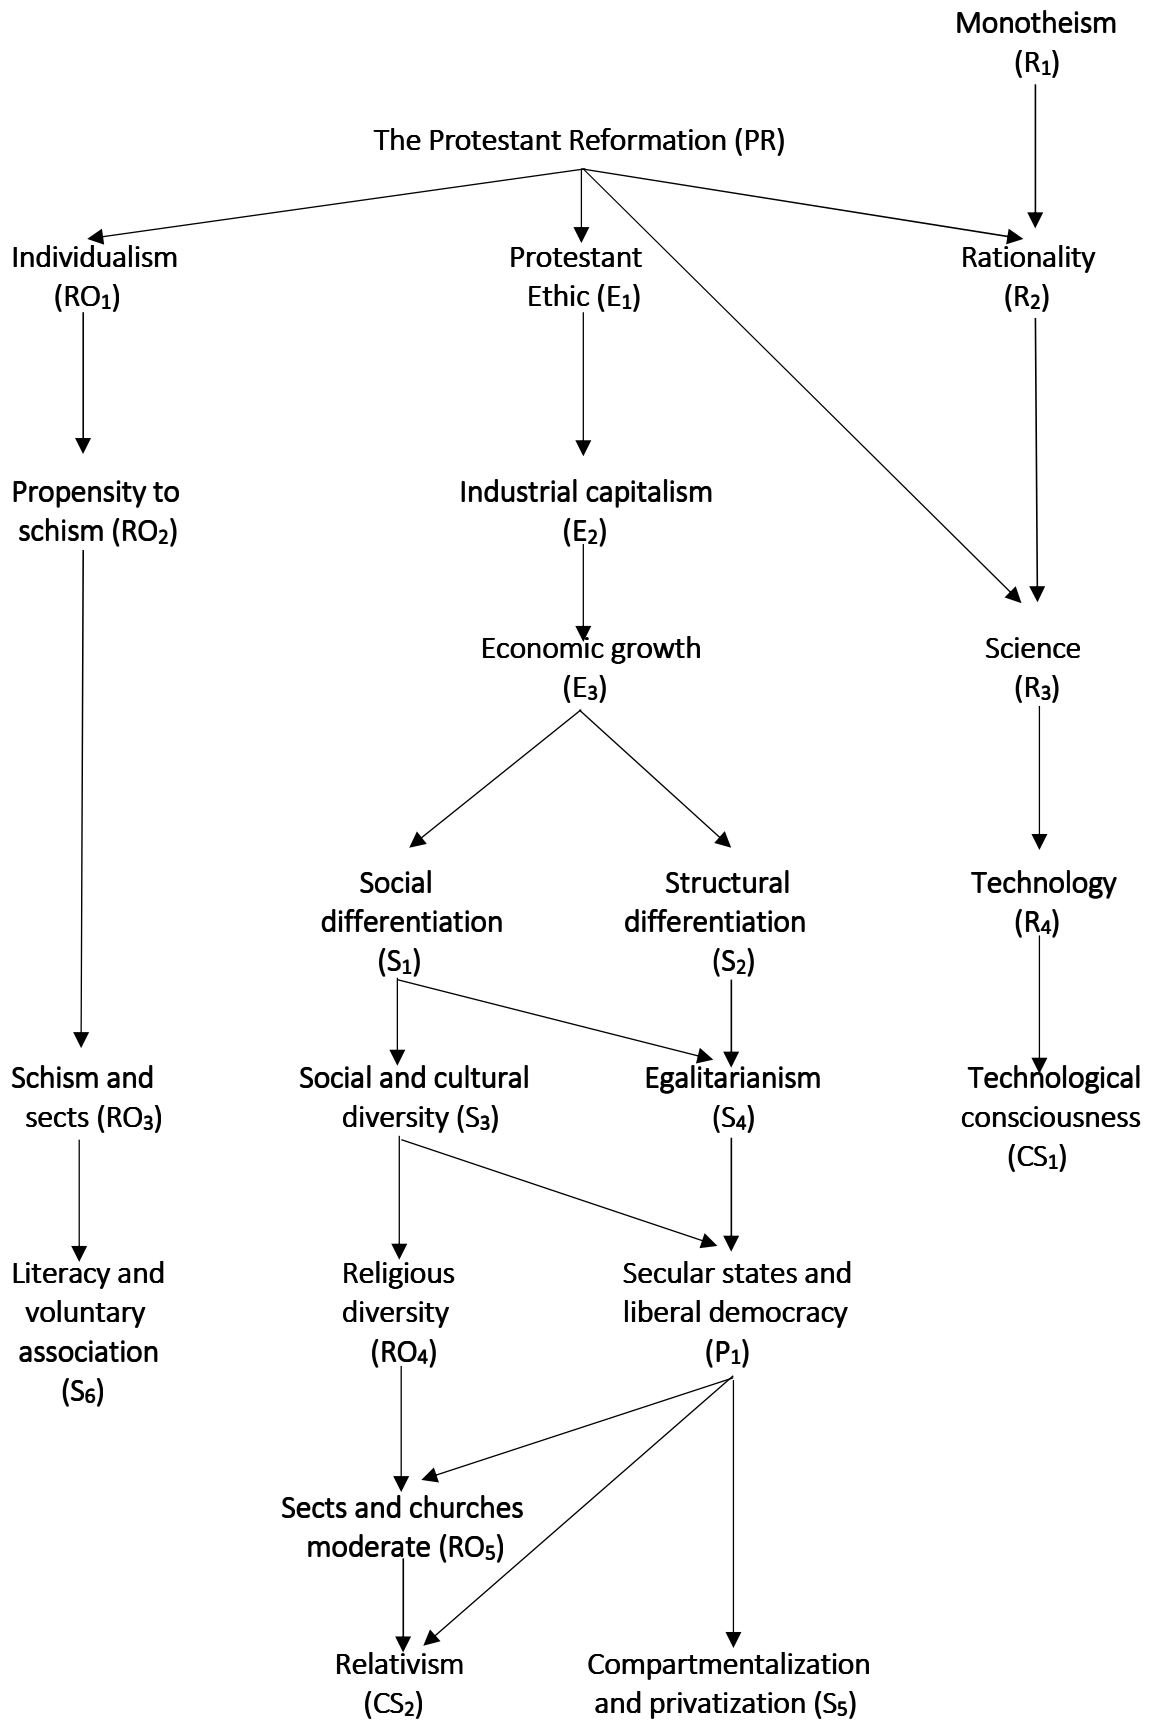 Monotheism
(R₁)
The Protestant Reformation (PR)
Individualism
(RO₁)
Protestant
Ethic (E₁)
Rationality
(R₂)
Propensity to
schism (RO₂)
Industrial capitalism
(E₂)
Economic growth
(E₃)
Science
(R₃)
Social
differentiation
(S₁)
Structural
differentiation
(S₂)
Technology
(R₄)
Schism and
sects (RO₃)
Social and cultural
diversity (S₃)
Egalitarianism
(S₄)
Technological
consciousness
(CS₁)
Literacy and
voluntary
association
(S₆)
Religious
diversity
(RO₄)
Secular states and
liberal democracy
(P₁)
Sects and churches
moderate (RO₅)
Relativism
(CS₂)
Compartmentalization
and privatization (S₅)